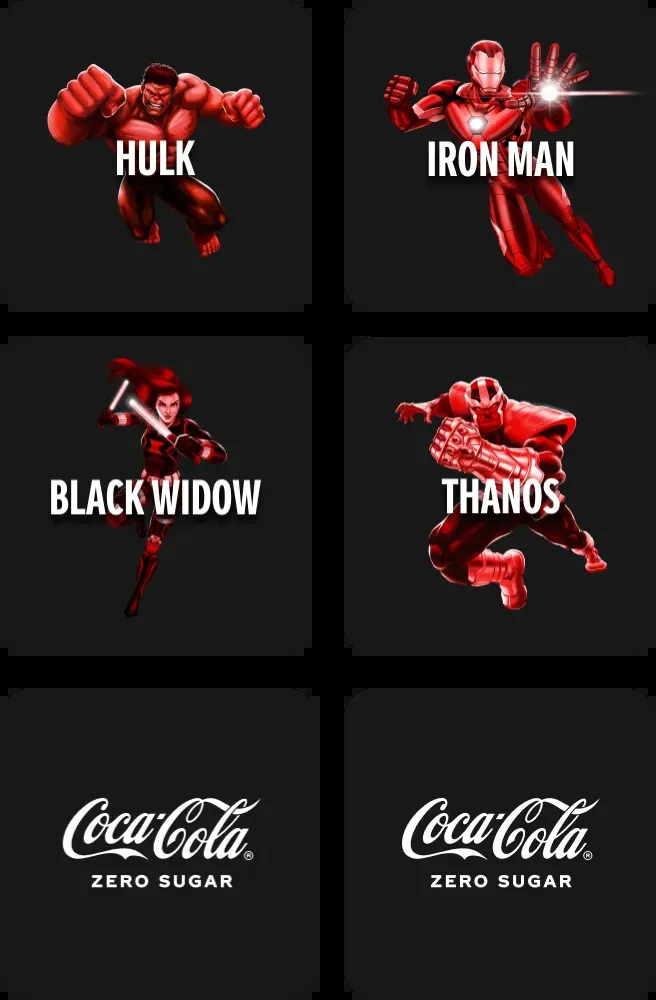 HULK
IRON MAN
BLACK WIDOW
THANOS
Coca-Cola®
ZERO SUGAR
Coca-Cola®
ZERO SUGAR